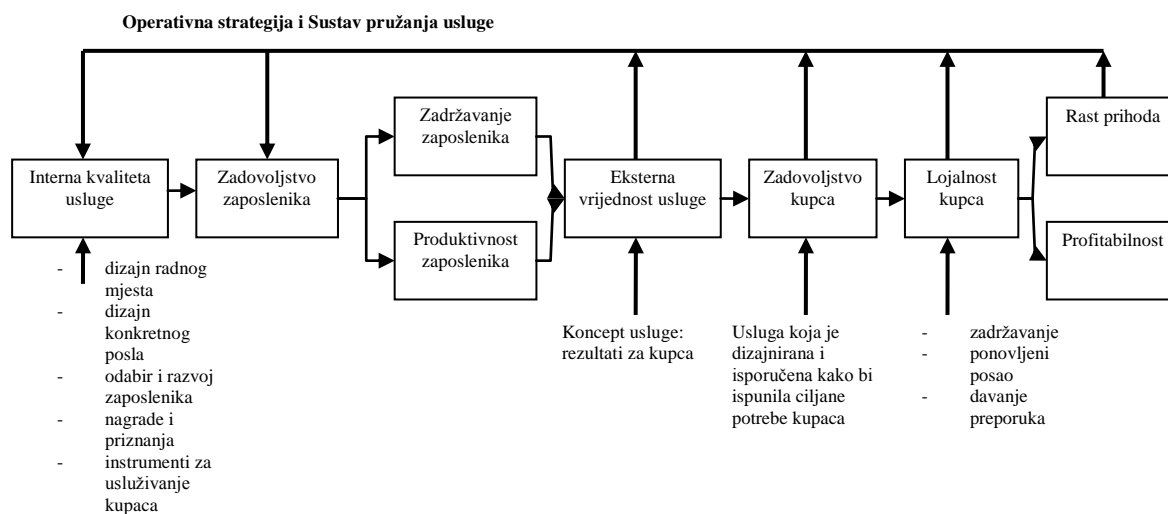 Operativna strategija i Sustav pružanja usluge
Zadržavanje
zaposlenika
Rast prihoda
Interna kvaliteta
usluge
Zadovoljstvo
zaposlenika
Eksterna
vrijednost usluge
Zadovoljstvo
kupca
Lojalnost
kupca
Produktivnost
zaposlenika
Profitabilnost
- dizajn radnog
mjesta
- dizajn
konkretnog
posla
- odabir i razvoj
zaposlenika
- nagrade i
priznanja
- instrumenti za
usluživanje
kupaca
Koncept usluge:
rezultati za kupca
Usluga koja je
dizajnirana i
isporučena kako bi
ispunila ciljane
potrebe kupaca
- zadržavanje
- ponovljeni
posao
- davanje
preporuka